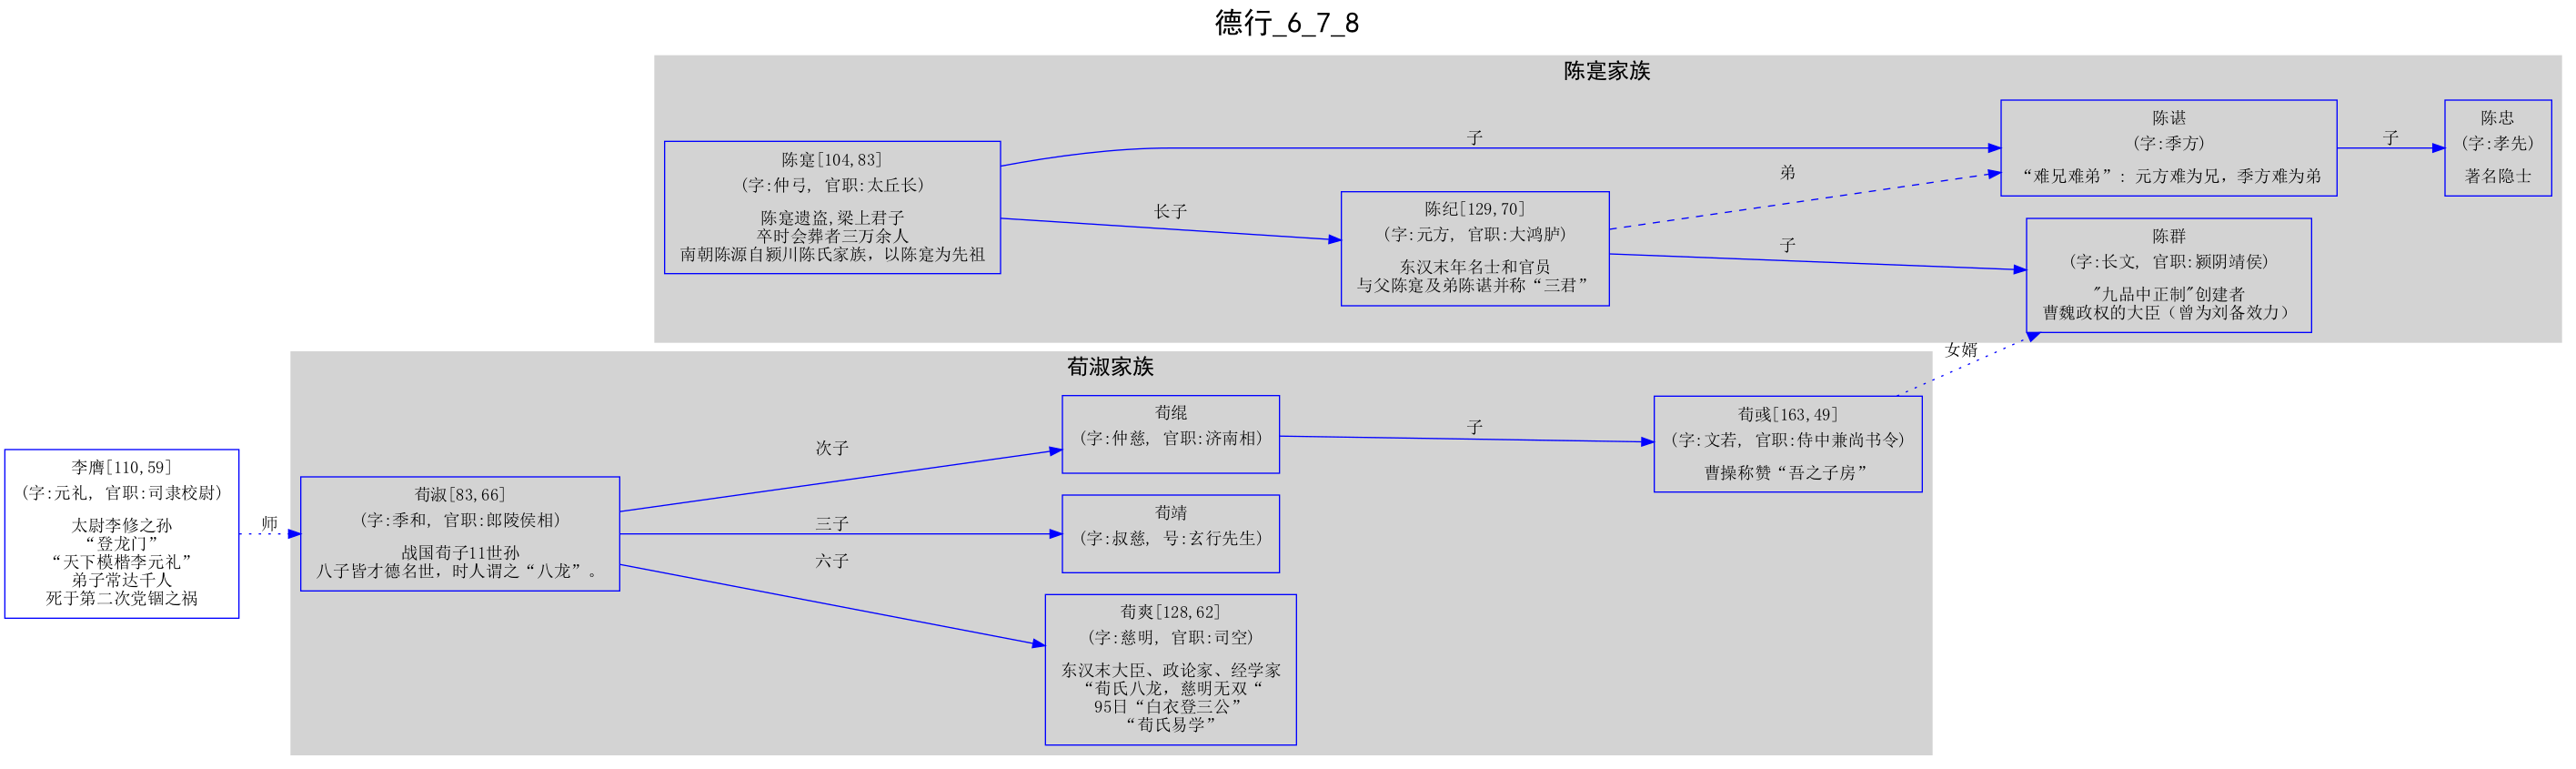 德行_6_7_8
陈寔家族
陈寔[104,83]
(字:仲弓, 官职:太丘长)
陈寔遗盗,梁上君子
卒时会葬者三万余人
南朝陈源自颍川陈氏家族，以陈寔为先祖
子
长子
陈纪[129,70]
(字:元方, 官职:大鸿胪)
东汉末年名士和官员
与父陈寔及弟陈谌并称“三君”
弟
子
陈谌
(字:季方)
“难兄难弟”: 元方难为兄，季方难为弟
子
陈忠
(字:孝先)
著名隐士
陈群
(字:长文, 官职:颍阴靖侯)
"九品中正制"创建者
曹魏政权的大臣（曾为刘备效力）
女婿
荀淑家族
李膺[110,59]
(字:元礼, 官职:司隶校尉)
太尉李修之孙
“登龙门”
“天下模楷李元礼”
弟子常达千人
死于第二次党锢之祸
师
荀淑[83,66]
(字:季和, 官职:郎陵侯相)
战国荀子11世孙
八子皆才德名世，时人谓之“八龙”。
次子
三子
六子
荀绲
(字:仲慈, 官职:济南相)
子
荀彧[163,49]
(字:文若, 官职:侍中兼尚书令)
曹操称赞“吾之子房”
荀靖
(字:叔慈, 号:玄行先生)
荀爽[128,62]
(字:慈明, 官职:司空)
东汉末大臣、政论家、经学家
“荀氏八龙，慈明无双“
95日“白衣登三公”
“荀氏易学”